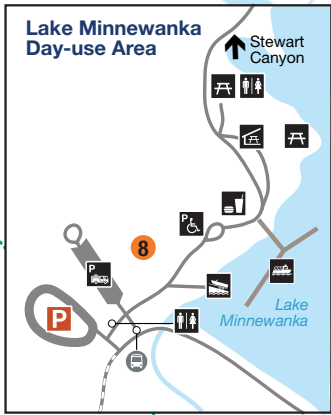 Lake Minnewanka
Day-use Area
Stewart
Canyon
P
8
P
P
Lake
Minnewanka